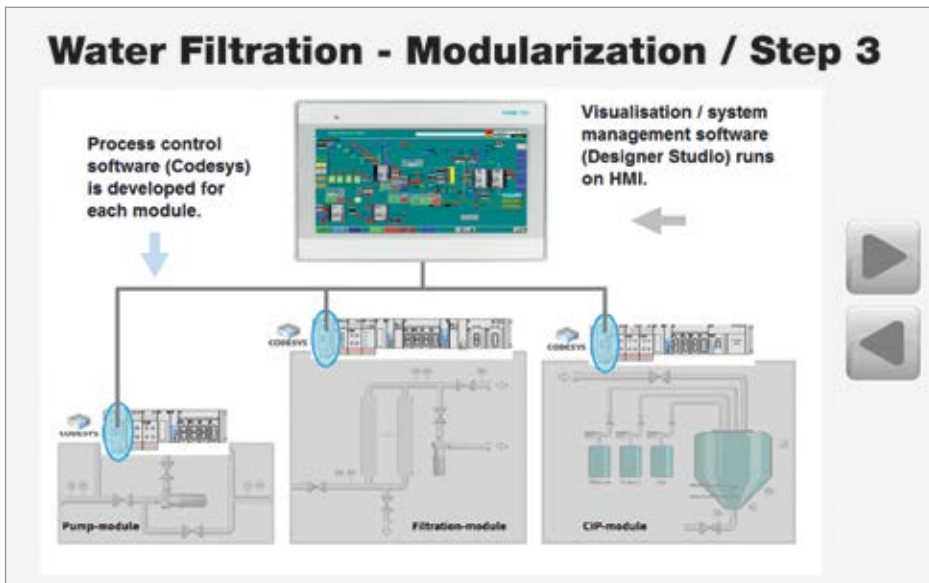 Water Filtration - Modularization / Step 3
Process control
software (Codesys)
is developed for
each module.
Visualisation / system
management software
(Designer Studio) runs
on HMI.
CODESYS
CODESYS
CODESYS
Pump-module
Filtration-module
CIP-module